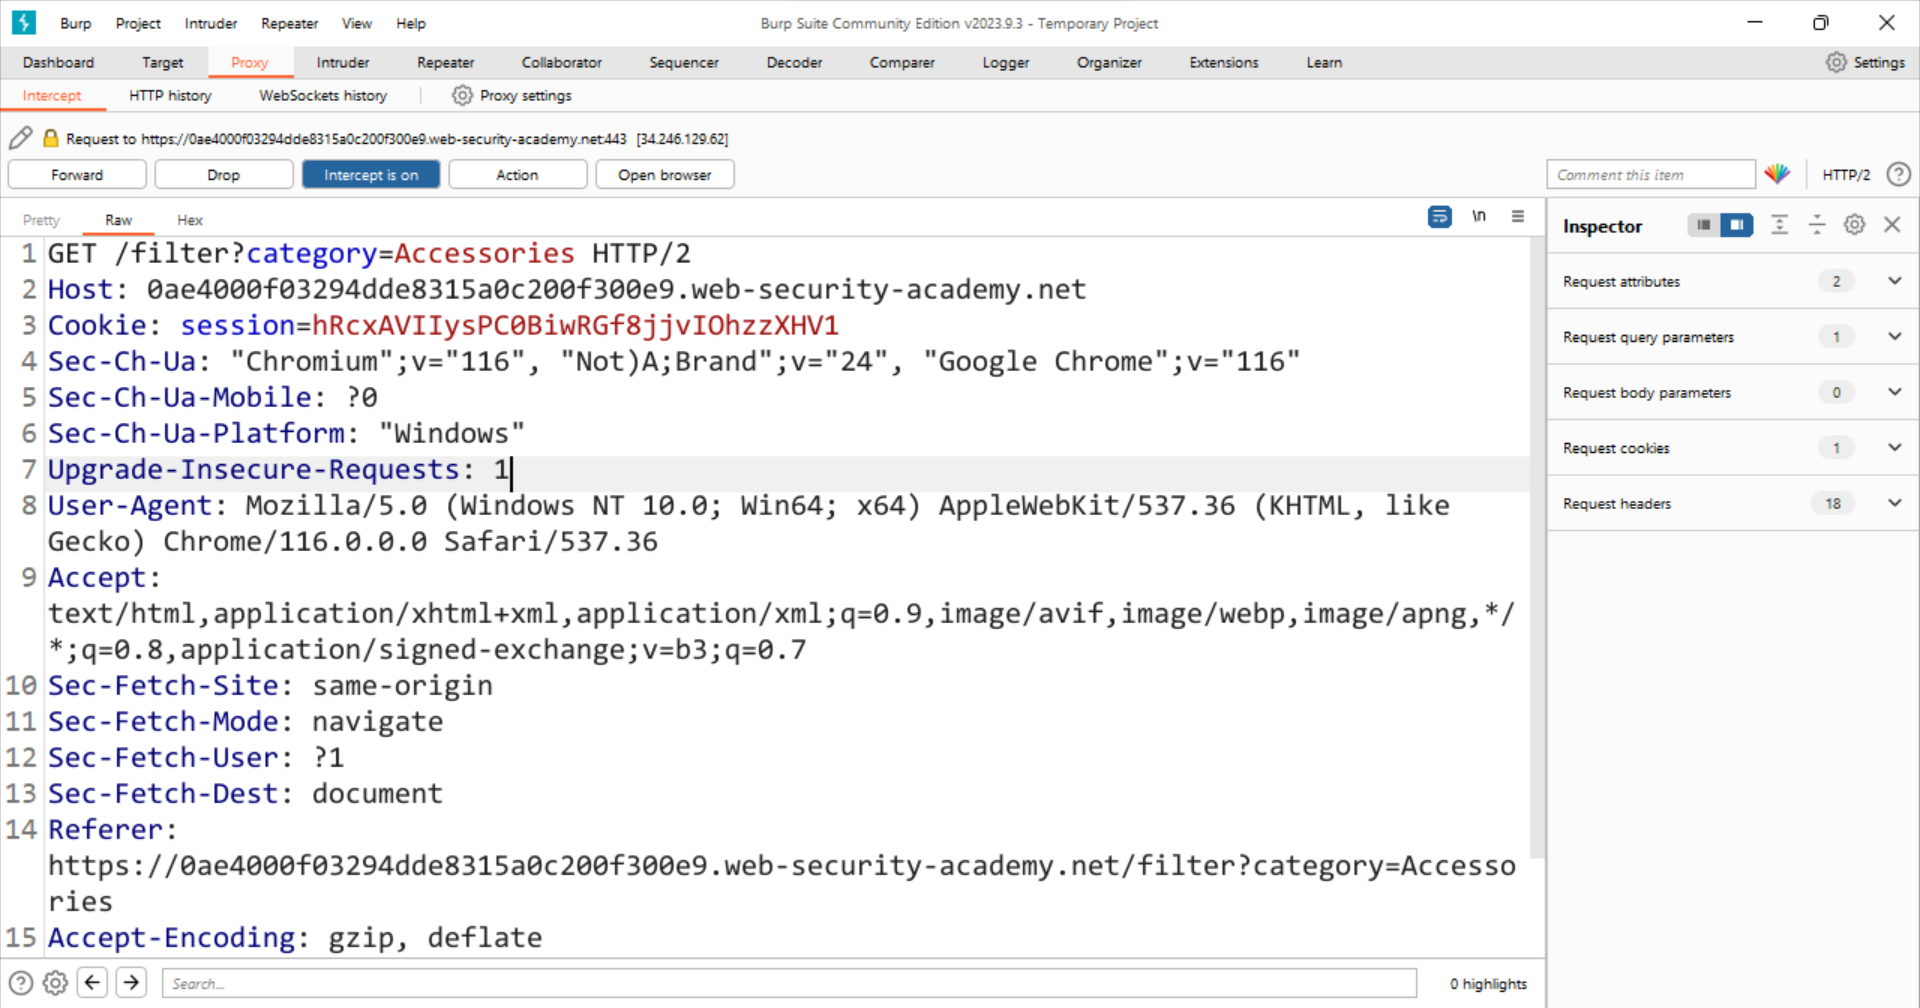 Burp Project Intruder Repeater View Help
Burp Suite Community Edition v2023.9.3 - Temporary Project
Dashboard Target Proxy Intruder Repeater Collaborator Sequencer Decoder Comparer Logger Organizer Extensions Learn Settings
Intercept HTTP history WebSockets history Proxy settings
Request to https://0ae4000f03294dde8315a0c200f300e9.web-security-academy.net:443 [34.246.129.62]
Forward Drop Intercept is on Action Open browser Comment this item HTTP/2 ?
Pretty Raw Hex \n
1 GET /filter?category=Accessories HTTP/2
2 Host: 0ae4000f03294dde8315a0c200f300e9.web-security-academy.net
3 Cookie: session=hRcxAVIIysPC0BiwRGf8jjvIOhzzXHV1
4 Sec-Ch-Ua: "Chromium";v="116", "Not)A;Brand";v="24", "Google Chrome";v="116"
5 Sec-Ch-Ua-Mobile: ?0
6 Sec-Ch-Ua-Platform: "Windows"
7 Upgrade-Insecure-Requests: 1
8 User-Agent: Mozilla/5.0 (Windows NT 10.0; Win64; x64) AppleWebKit/537.36 (KHTML, like
Gecko) Chrome/116.0.0.0 Safari/537.36
9 Accept:
text/html,application/xhtml+xml,application/xml;q=0.9,image/avif,image/webp,image/apng,*/
*;q=0.8,application/signed-exchange;v=b3;q=0.7
10 Sec-Fetch-Site: same-origin
11 Sec-Fetch-Mode: navigate
12 Sec-Fetch-User: ?1
13 Sec-Fetch-Dest: document
14 Referer:
https://0ae4000f03294dde8315a0c200f300e9.web-security-academy.net/filter?category=Accesso
ries
15 Accept-Encoding: gzip, deflate
? Search... 0 highlights
Inspector
Request attributes 2
Request query parameters 1
Request body parameters 0
Request cookies 1
Request headers 18